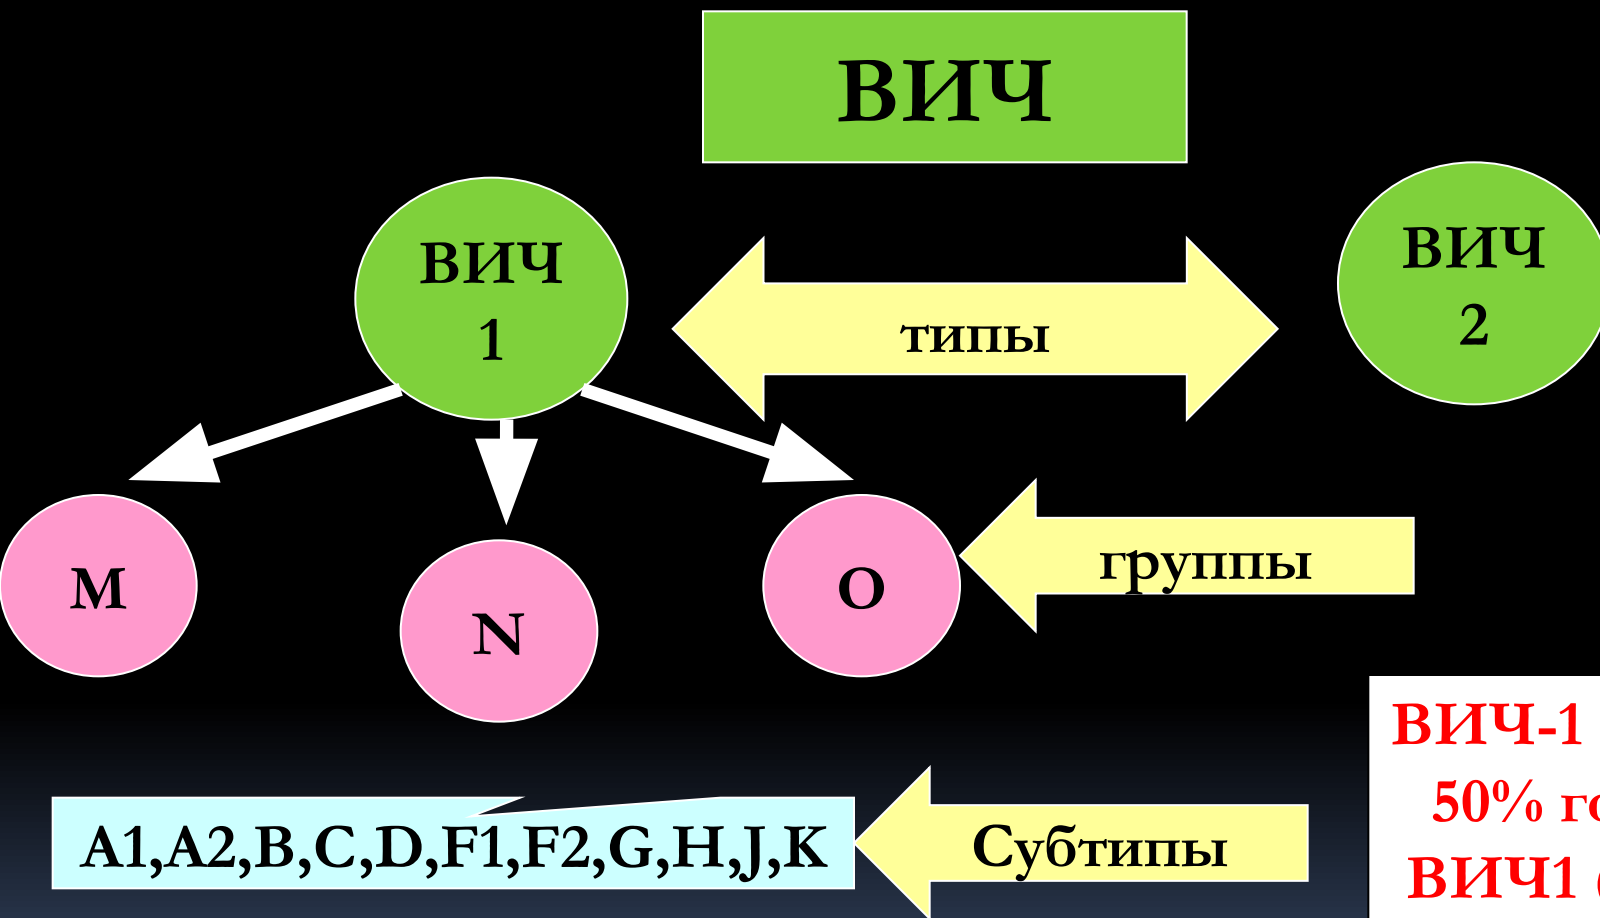 ВИЧ
ВИЧ
1
типы
ВИЧ
2
M
N
O
группы
A1,A2,B,C,D,F1,F2,G,H,J,K
Субтипы
ВИЧ-1
50%
ВИЧ1